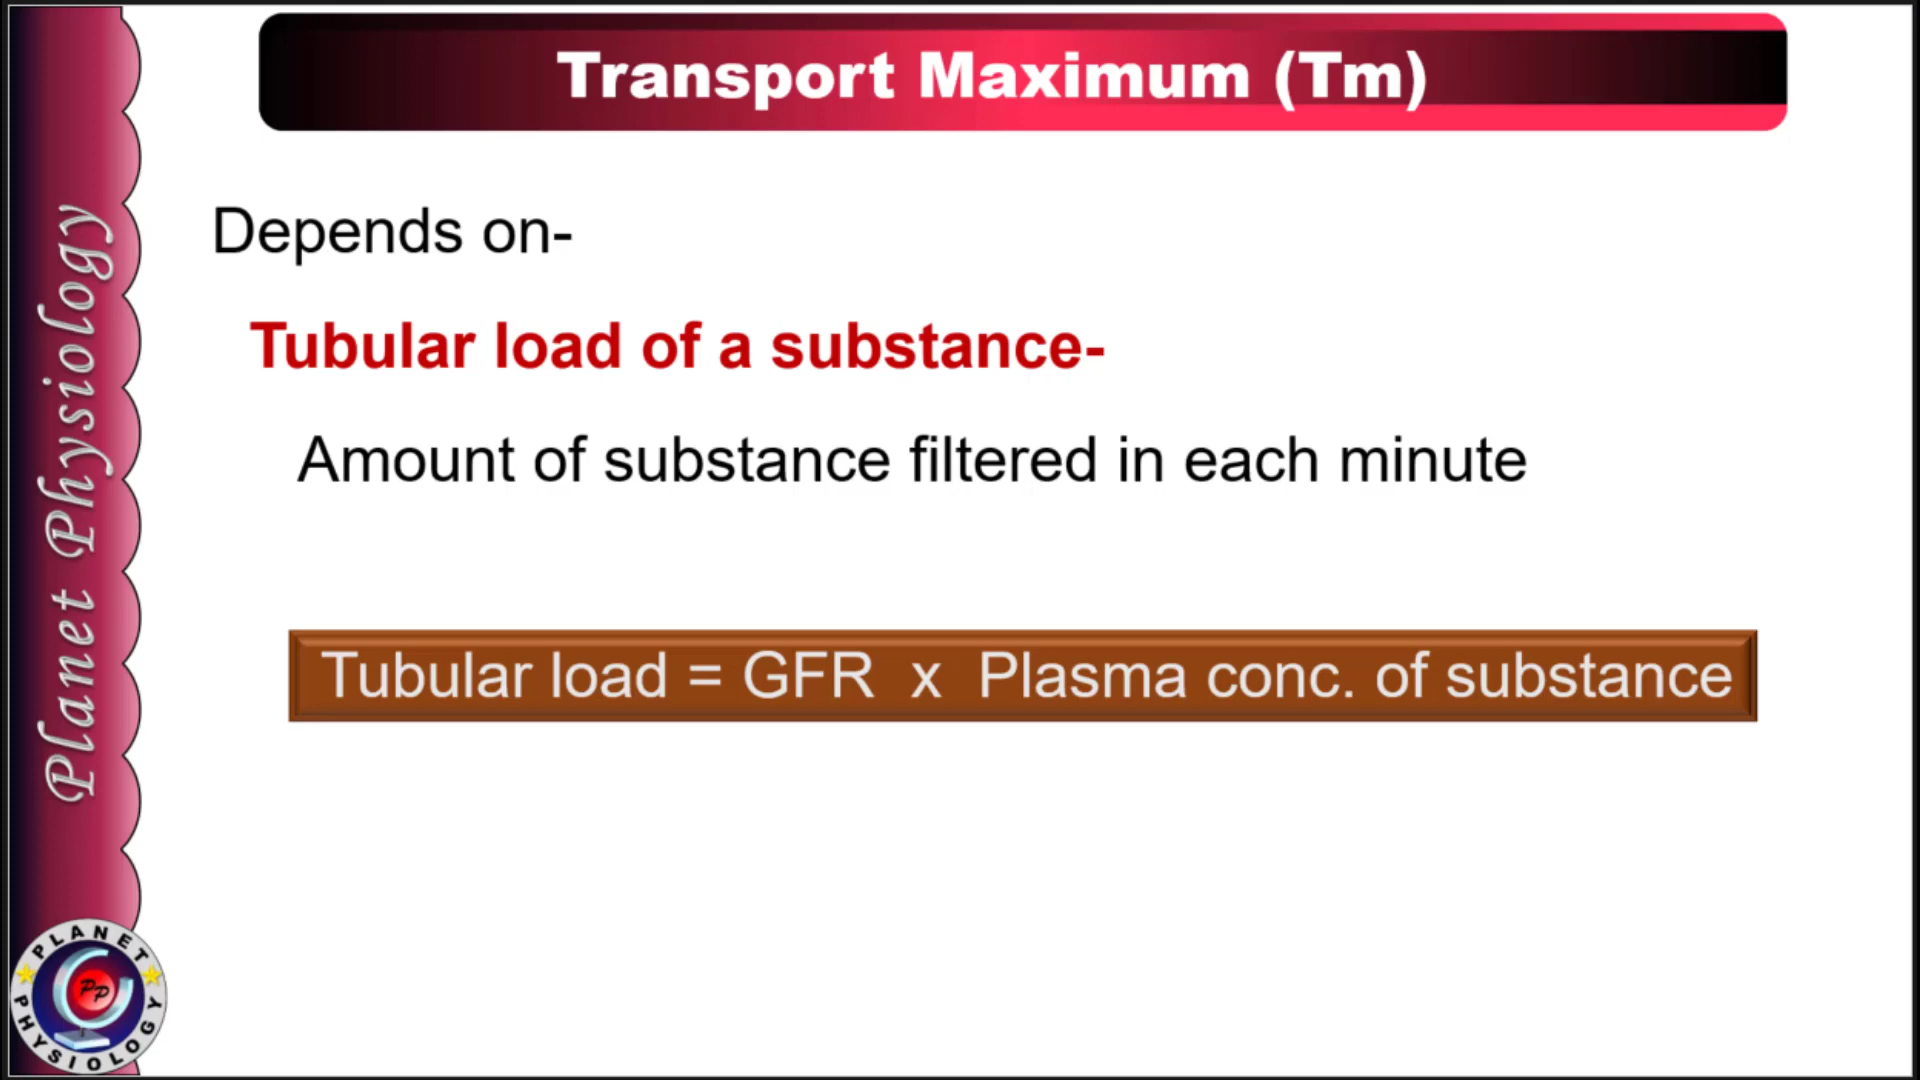 Transport Maximum (Tm)
Depends on-
Tubular load of a substance-
Amount of substance filtered in each minute
Tubular load = GFR x Plasma conc. of substance
Planet Physiology
PLANET
PP
PHYSIOLOGY